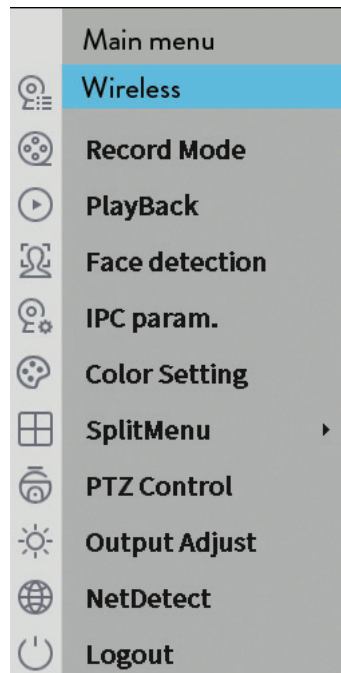 Main menu
Wireless
Record Mode
PlayBack
Face detection
IPC param.
Color Setting
SplitMenu
PTZ Control
Output Adjust
NetDetect
Logout